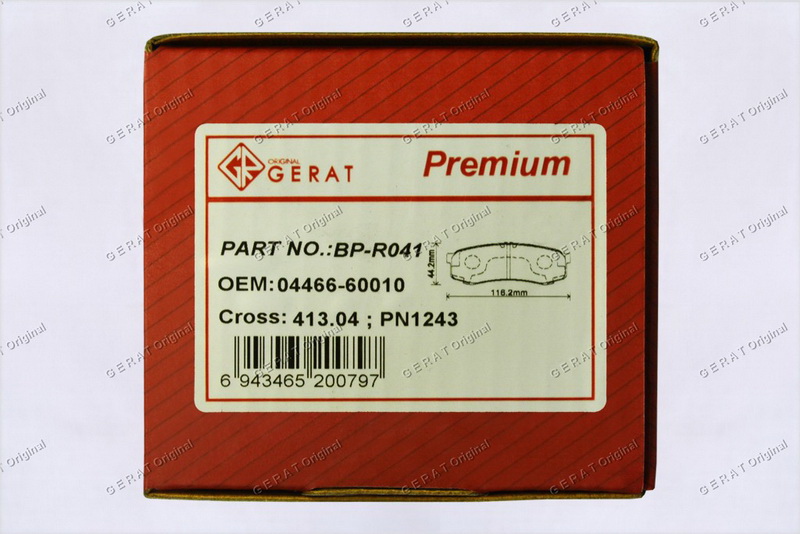 ORIGINAL
GERAT
Premium
PART NO.:BP-R041
OEM:04466-60010
Cross: 413.04 ; PN1243
44.2mm
116.2mm
6 943465 200797
GERAT Original